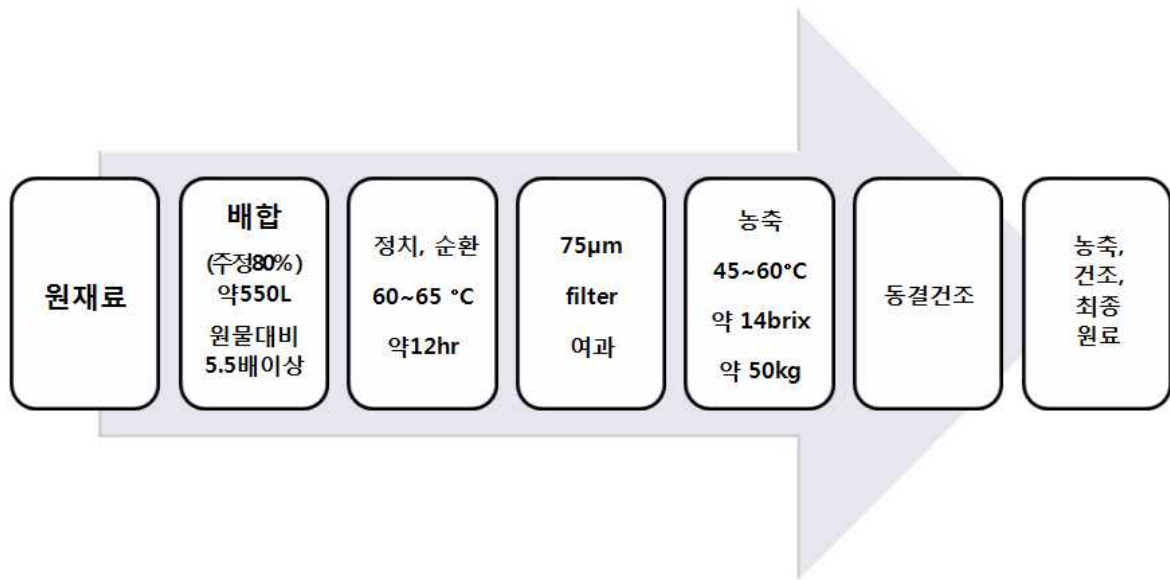 원재료
배합
(주정80%)
약550L
원물대비
5.5배이상
정치, 순환
60~65 °C
약12hr
75μm
filter
여과
농축
45~60°C
약 14brix
약 50kg
동결건조
농축,
건조,
최종
원료